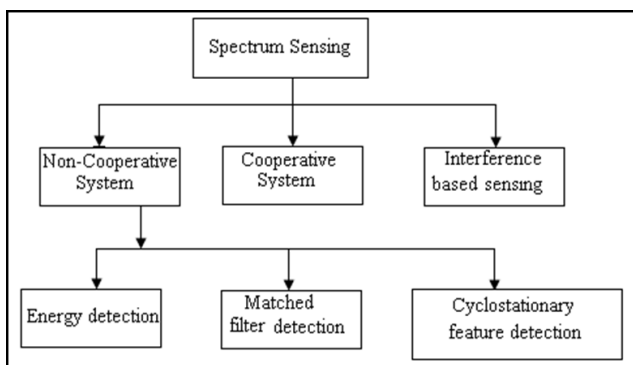 Spectrum Sensing
Non-Cooperative
System
Cooperative
System
Interference
based sensing
Energy detection
Matched
filter detection
Cyclostationary
feature detection